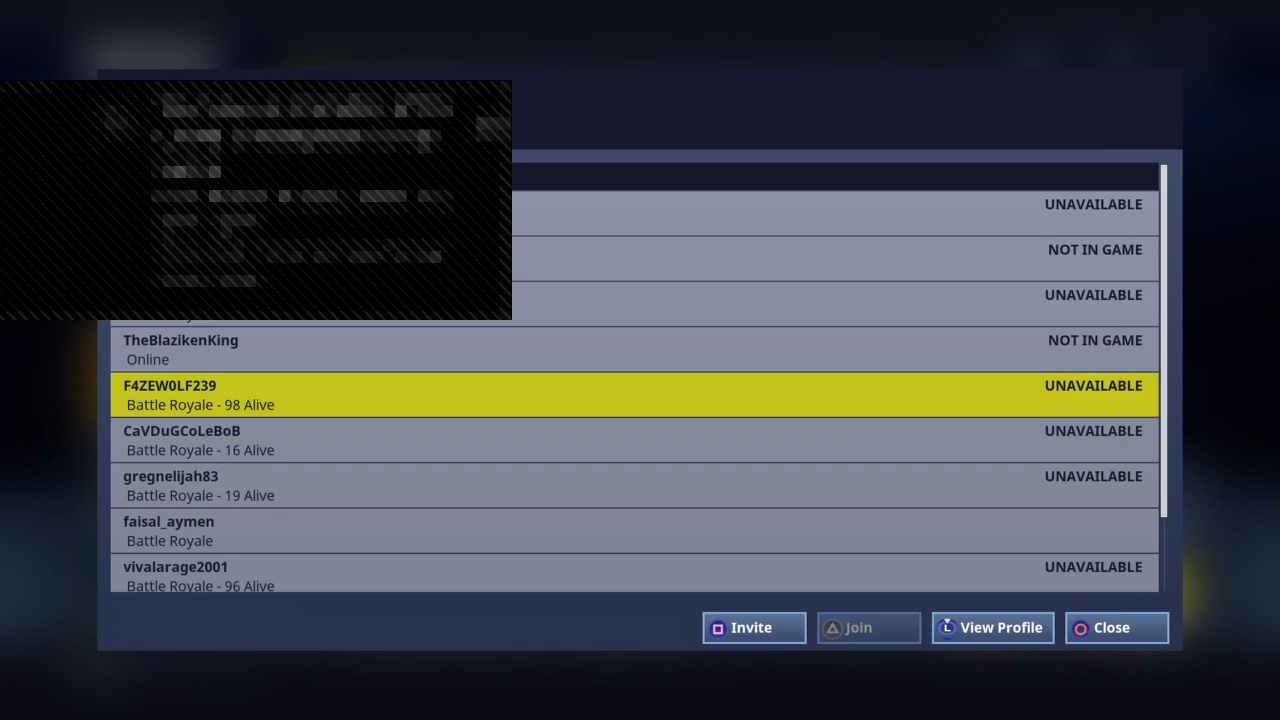 UNAVAILABLE
NOT IN GAME
UNAVAILABLE
TheBlazikenKing NOT IN GAME
Online
F4ZEW0LF239 UNAVAILABLE
Battle Royale - 98 Alive
CaVDuGCoLeBoB UNAVAILABLE
Battle Royale - 16 Alive
gregnelijah83 UNAVAILABLE
Battle Royale - 19 Alive
faisal_aymen
Battle Royale
vivalarage2001 UNAVAILABLE
Battle Royale - 96 Alive
Invite Join L View Profile Close